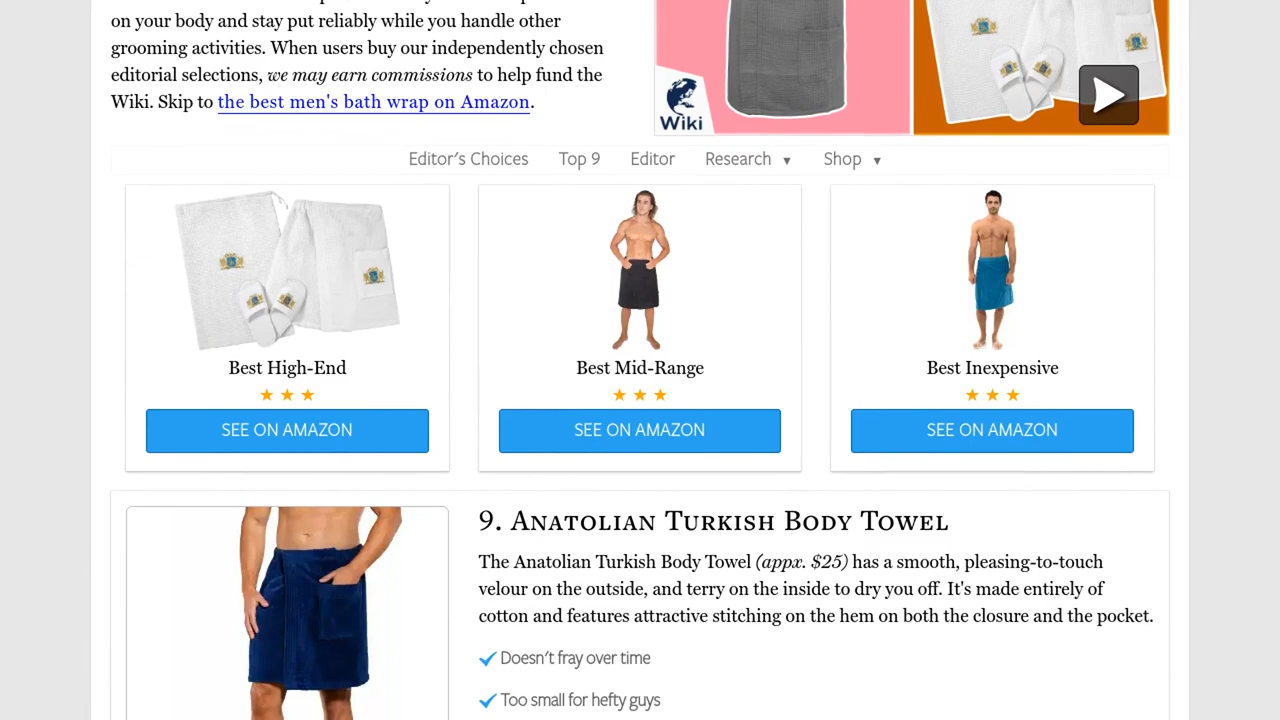 on your body and stay put reliably while you handle other
grooming activities. When users buy our independently chosen
editorial selections, we may earn commissions to help fund the
Wiki. Skip to the best men's bath wrap on Amazon.
Wiki
Editor's Choices Top 9 Editor Research ▼ Shop ▼
Best High-End
★ ★ ★
SEE ON AMAZON
Best Mid-Range
★ ★ ★
SEE ON AMAZON
Best Inexpensive
★ ★ ★
SEE ON AMAZON
9. Anatolian Turkish Body Towel
The Anatolian Turkish Body Towel (appx. $25) has a smooth, pleasing-to-touch
velour on the outside, and terry on the inside to dry you off. It's made entirely of
cotton and features attractive stitching on the hem on both the closure and the pocket.
Doesn't fray over time
Too small for hefty guys